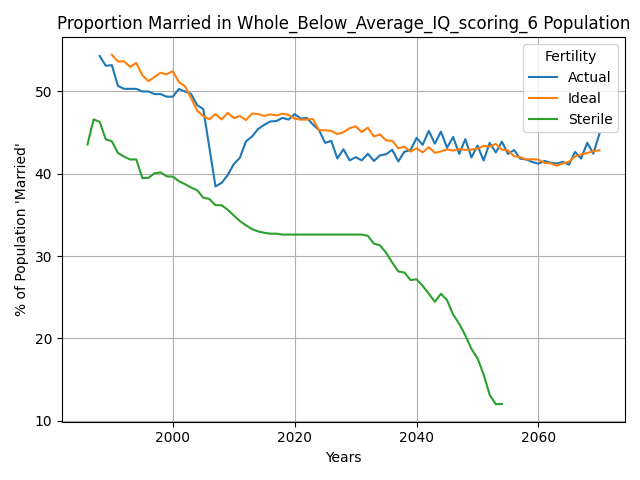 Proportion Married in Whole_Below_Average_IQ_scoring_6 Population
% of Population 'Married'
50
40
30
20
10
Fertility
Actual
Ideal
Sterile
2000
2020
2040
2060
Years